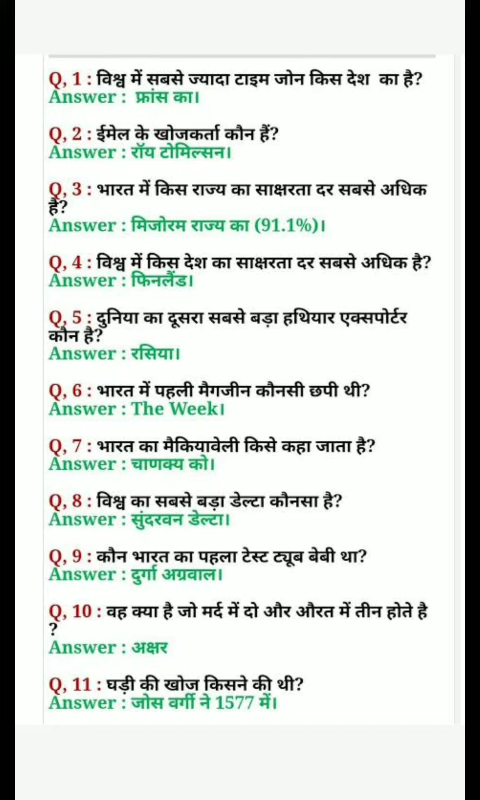 Q, 1 : विश्व में सबसे ज्यादा टाइम जोन किस देश का है?
Answer : फ्रांस का।
Q, 2 : ईमेल के खोजकर्ता कौन हैं?
Answer : रॉय टोमिल्सन।
Q, 3 : भारत में किस राज्य का साक्षरता दर सबसे अधिक
है?
Answer : मिजोरम राज्य का (91.1%)।
Q, 4 : विश्व में किस देश का साक्षरता दर सबसे अधिक है?
Answer : फिनलैंड।
Q, 5 : दुनिया का दूसरा सबसे बड़ा हथियार एक्सपोर्टर
कौन है?
Answer : रसिया।
Q, 6 : भारत में पहली मैगजीन कौनसी छपी थी?
Answer : The Week।
Q, 7 : भारत का मैकियावेली किसे कहा जाता है?
Answer : चाणक्य को।
Q, 8 : विश्व का सबसे बड़ा डेल्टा कौनसा है?
Answer : सुंदरवन डेल्टा।
Q, 9 : कौन भारत का पहला टेस्ट ट्यूब बेबी था?
Answer : दुर्गा अग्रवाल।
Q, 10 : वह क्या है जो मर्द में दो और औरत में तीन होते है
?
Answer : अक्षर
Q, 11 : घड़ी की खोज किसने की थी?
Answer : जोस वर्गी ने 1577 में।